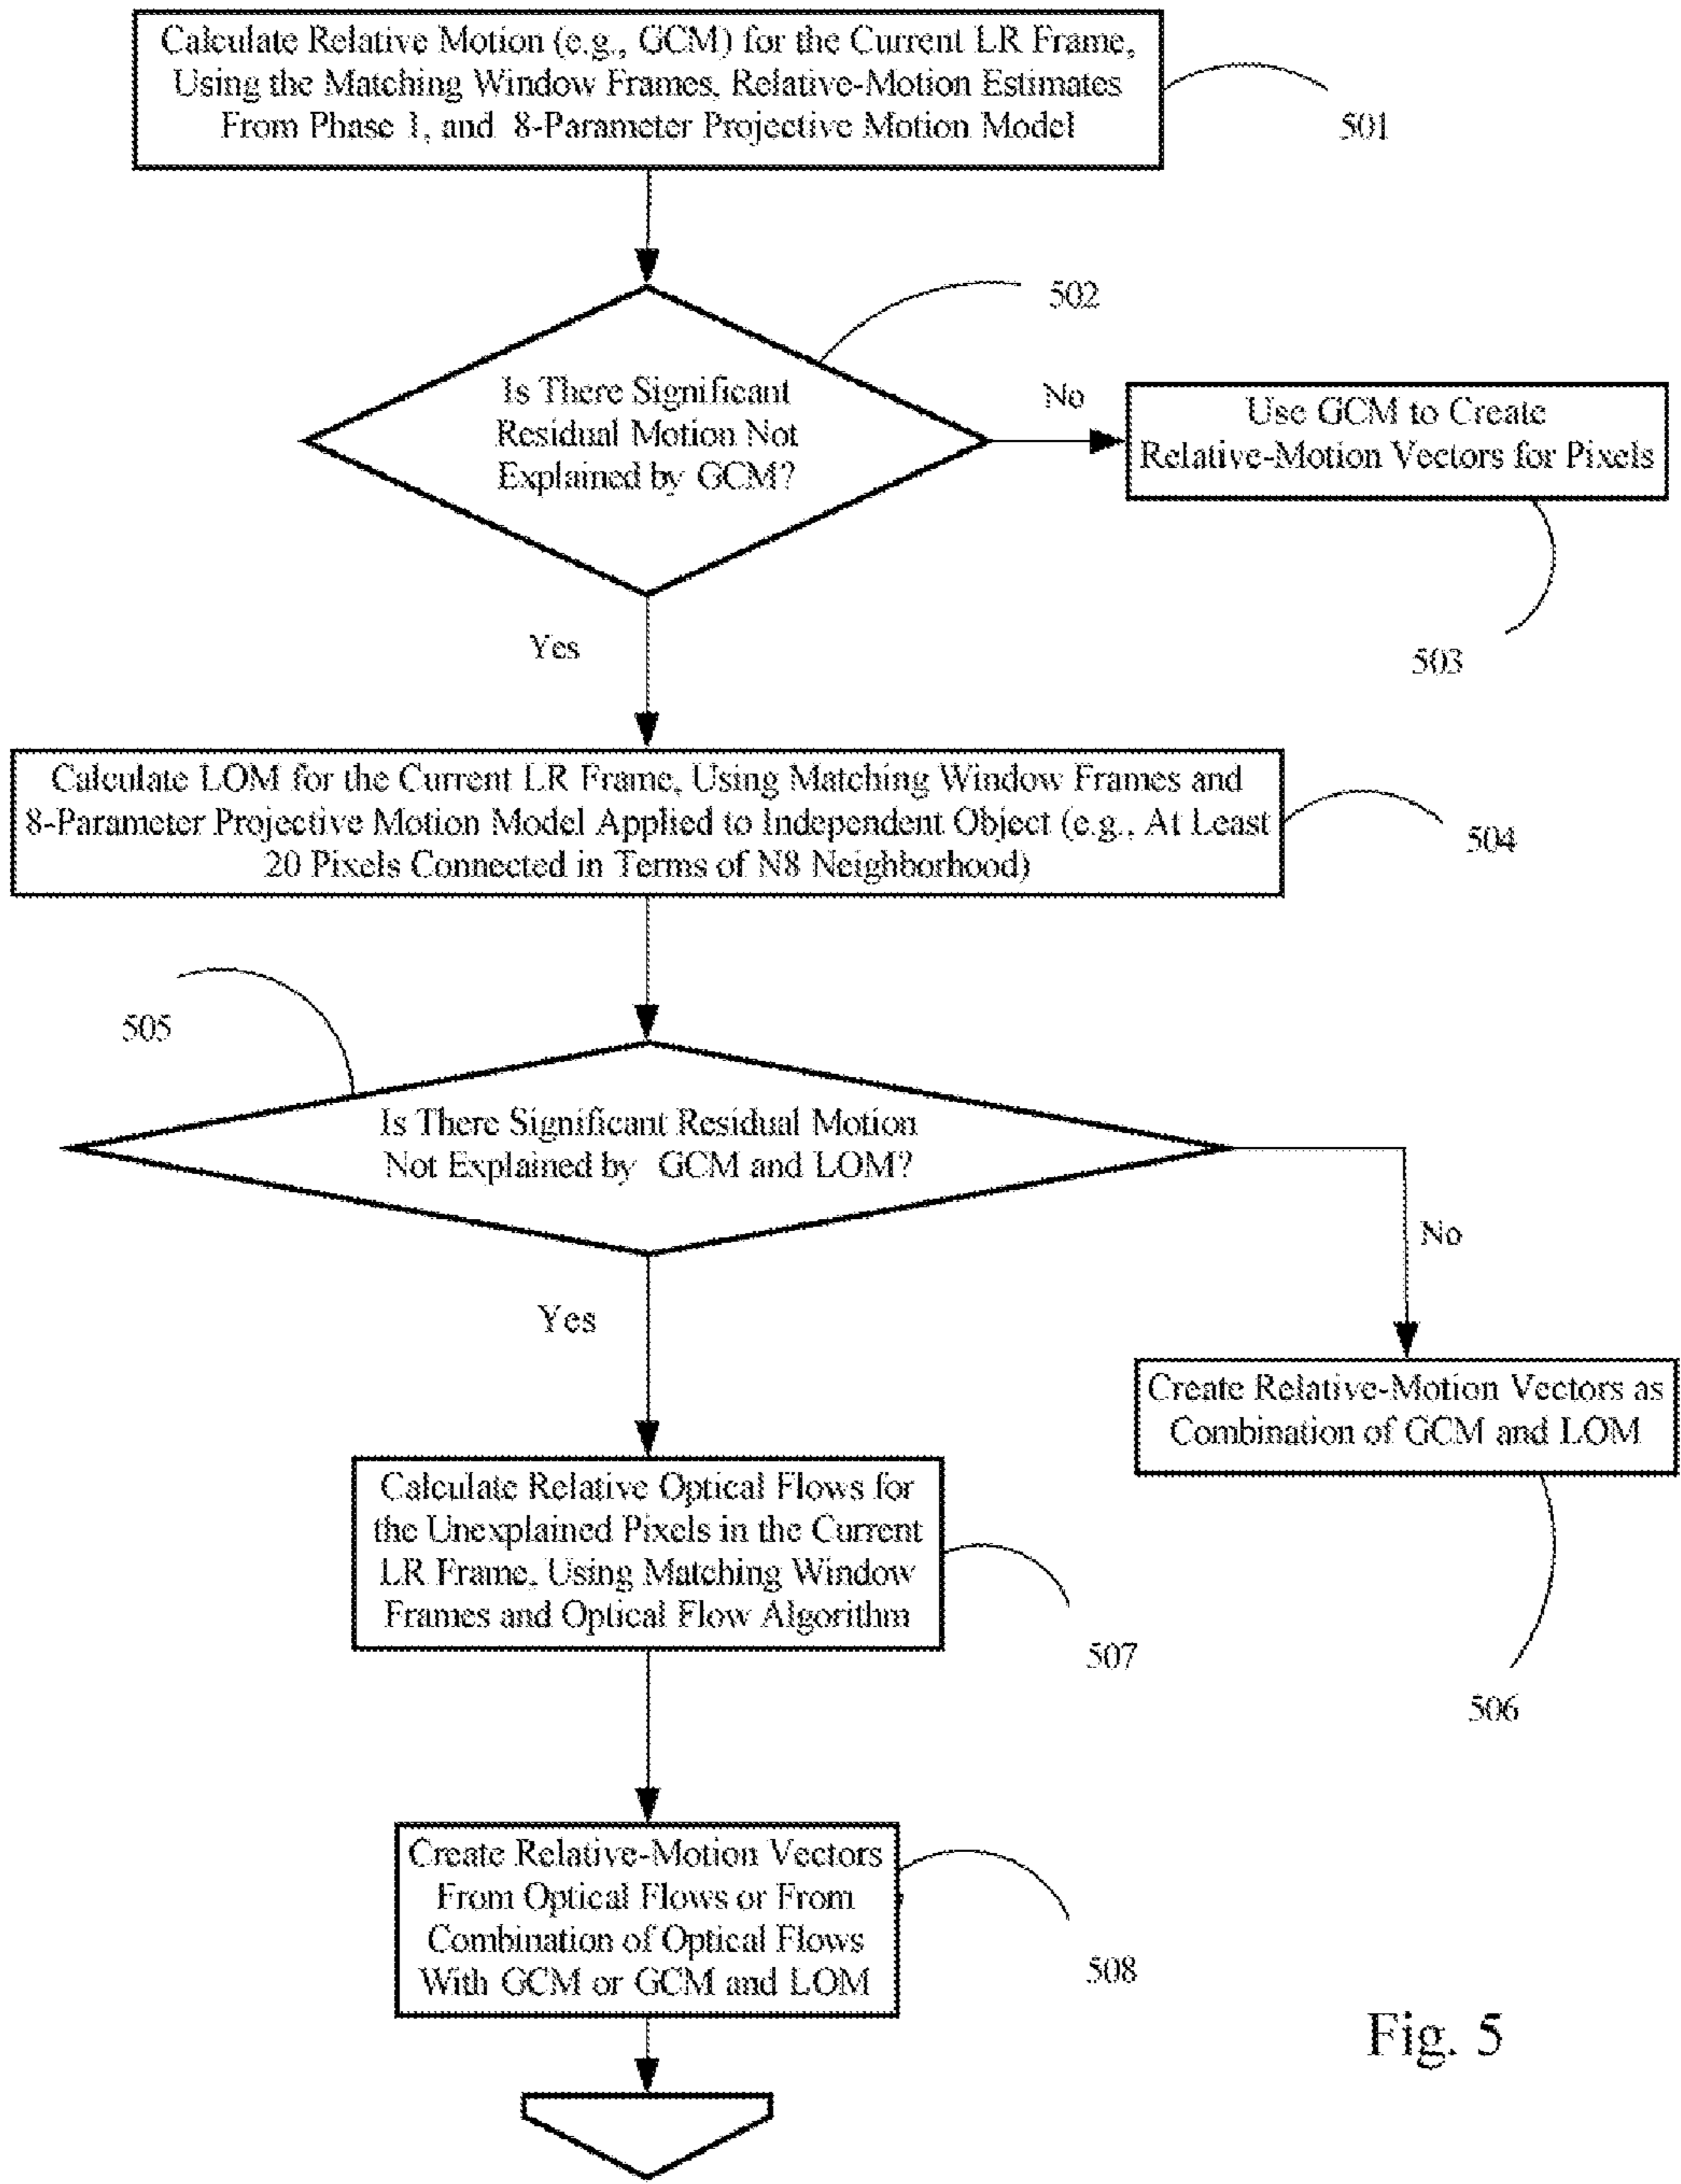 Calculate Relative Motion (e.g., GCM) for the Current LR Frame,
Using the Matching Window Frames, Relative-Motion Estimates
From Phase 1, and 8-Parameter Projective Motion Model
501
502
Is There Significant
Residual Motion Not
Explained by GCM?
No
Use GCM to Create
Relative-Motion Vectors for Pixels
503
Yes
Calculate LOM for the Current LR Frame, Using Matching Window Frames and
8-Parameter Projective Motion Model Applied to Independent Object (e.g., At Least
20 Pixels Connected in Terms of N8 Neighborhood)
504
505
Is There Significant Residual Motion
Not Explained by GCM and LOM?
No
Yes
Create Relative-Motion Vectors as
Combination of GCM and LOM
506
Calculate Relative Optical Flows for
the Unexplained Pixels in the Current
LR Frame, Using Matching Window
Frames and Optical Flow Algorithm
507
Create Relative-Motion Vectors
From Optical Flows or From
Combination of Optical Flows
With GCM or GCM and LOM
508
Fig. 5